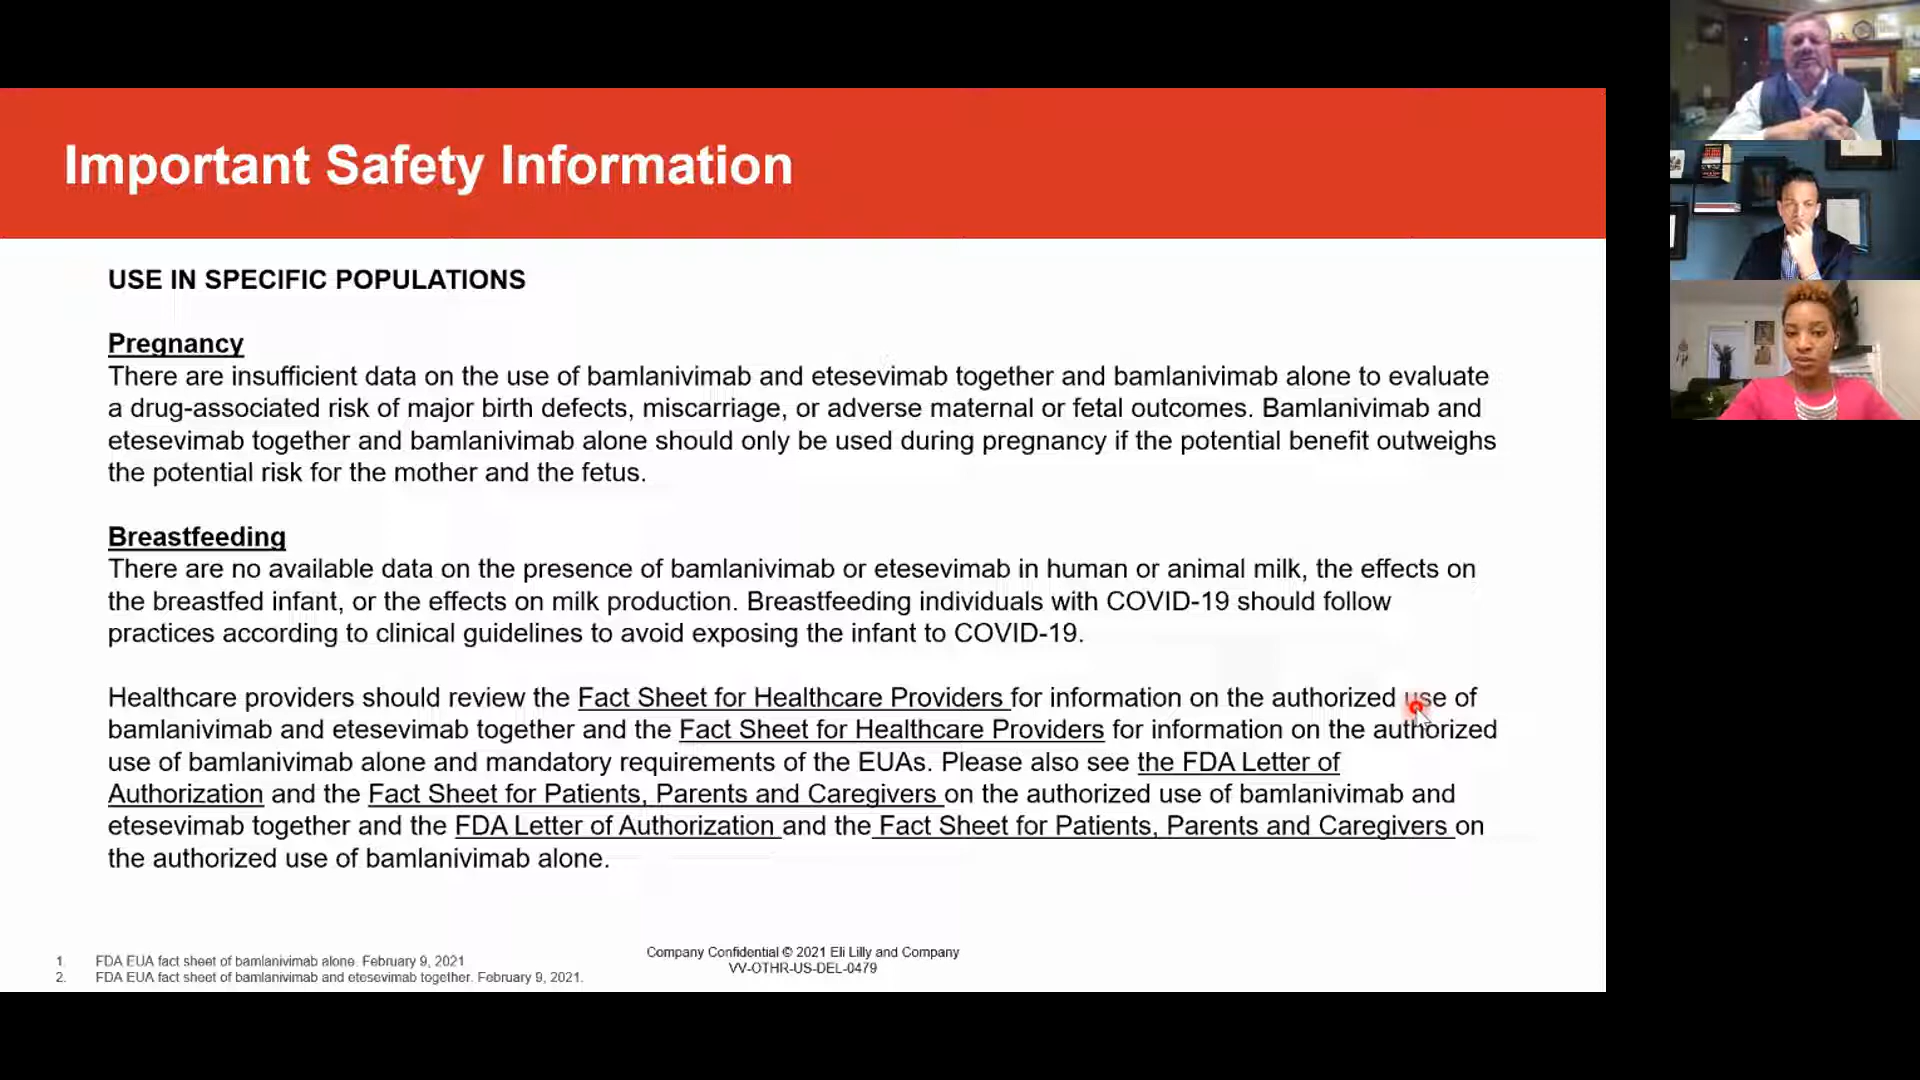 Important Safety Information
USE IN SPECIFIC POPULATIONS
Pregnancy
There are insufficient data on the use of bamlanivimab and etesevimab together and bamlanivimab alone to evaluate
a drug-associated risk of major birth defects, miscarriage, or adverse maternal or fetal outcomes. Bamlanivimab and
etesevimab together and bamlanivimab alone should only be used during pregnancy if the potential benefit outweighs
the potential risk for the mother and the fetus.
Breastfeeding
There are no available data on the presence of bamlanivimab or etesevimab in human or animal milk, the effects on
the breastfed infant, or the effects on milk production. Breastfeeding individuals with COVID-19 should follow
practices according to clinical guidelines to avoid exposing the infant to COVID-19.
Healthcare providers should review the Fact Sheet for Healthcare Providers for information on the authorized use of
bamlanivimab and etesevimab together and the Fact Sheet for Healthcare Providers for information on the authorized
use of bamlanivimab alone and mandatory requirements of the EUAs. Please also see the FDA Letter of
Authorization and the Fact Sheet for Patients, Parents and Caregivers on the authorized use of bamlanivimab and
etesevimab together and the FDA Letter of Authorization and the Fact Sheet for Patients, Parents and Caregivers on
the authorized use of bamlanivimab alone.
1. FDA EUA fact sheet of bamlanivimab alone. February 9, 2021
2. FDA EUA fact sheet of bamlanivimab and etesevimab together. February 9, 2021.
Company Confidential © 2021 Eli Lilly and Company
VV-OTHR-US-DEL-0479